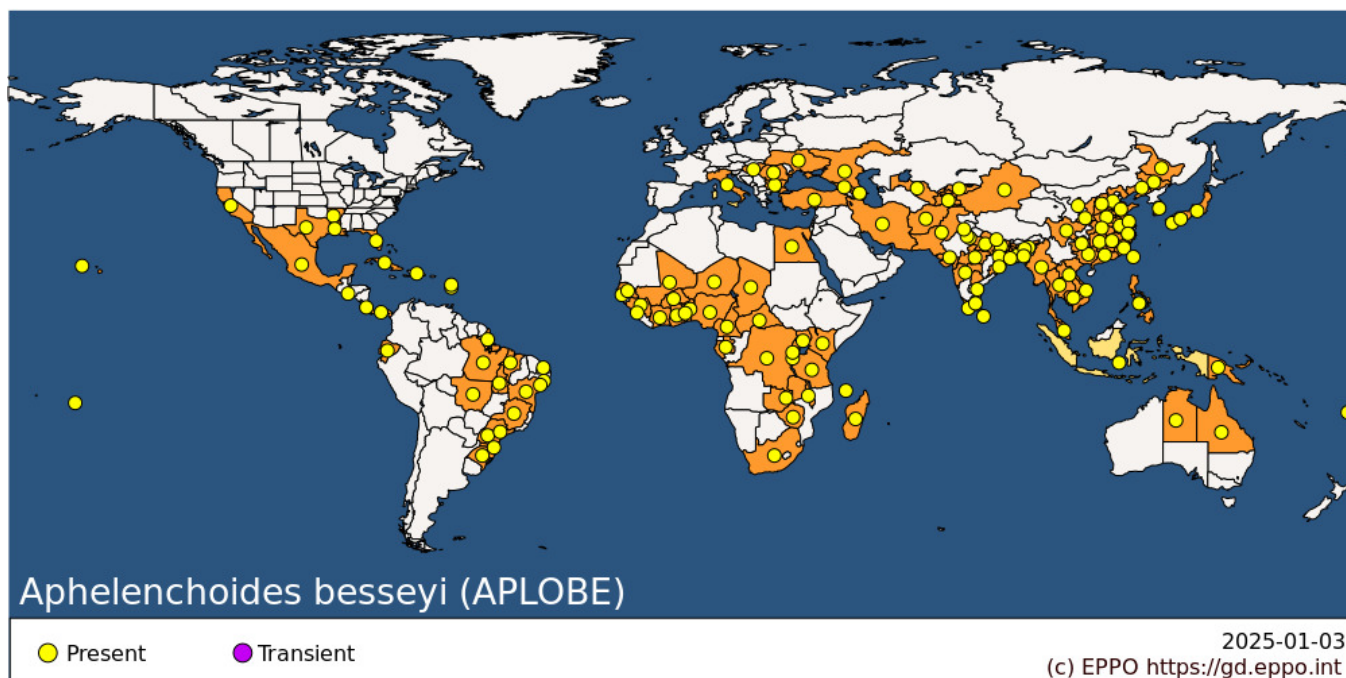 Aphelenchoides besseyi (APLOBE)
Present
Transient
2025-01-03
(c) EPPO https://gd.eppo.int